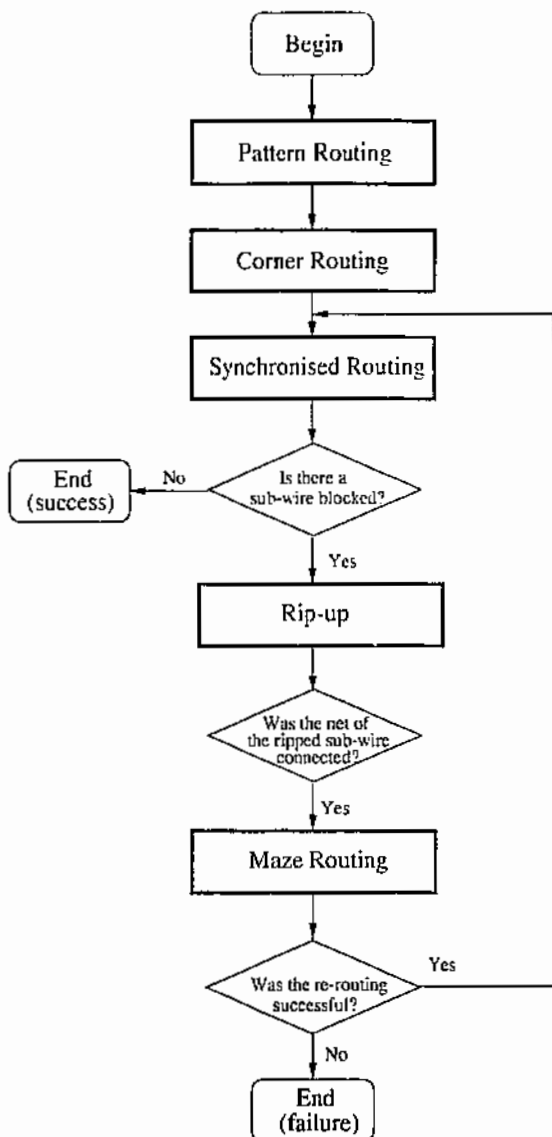 Begin
Pattern Routing
Corner Routing
Synchronised Routing
Is there a
sub-wire blocked?
No
End
(success)
Yes
Rip-up
Was the net of
the ripped sub-wire
connected?
Yes
Maze Routing
Was the re-routing
successful?
Yes
No
End
(failure)